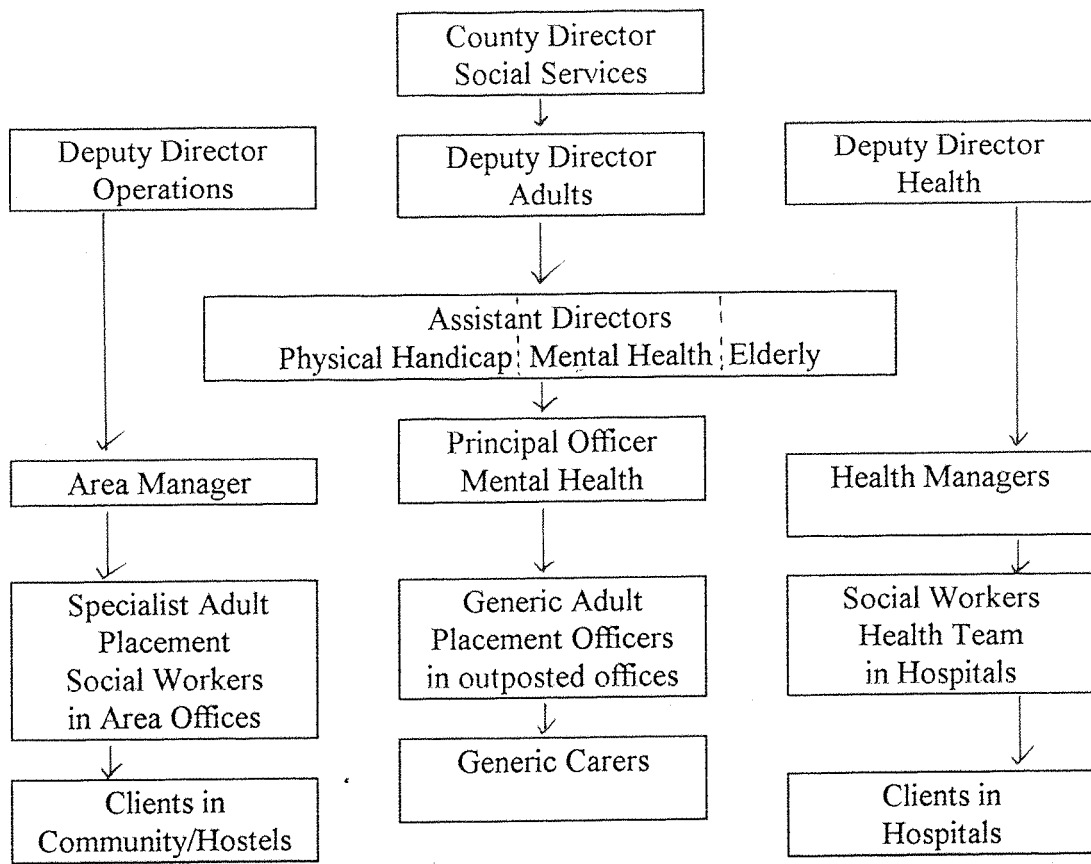 County Director
Social Services
Deputy Director
Operations
Deputy Director
Adults
Deputy Director
Health
Assistant Directors
Physical Handicap Mental Health Elderly
Area Manager
Principal Officer
Mental Health
Health Managers
Specialist Adult
Placement
Social Workers
in Area Offices
Generic Adult
Placement Officers
in outposted offices
Social Workers
Health Team
in Hospitals
Clients in
Community/Hostels
Generic Carers
Clients in
Hospitals